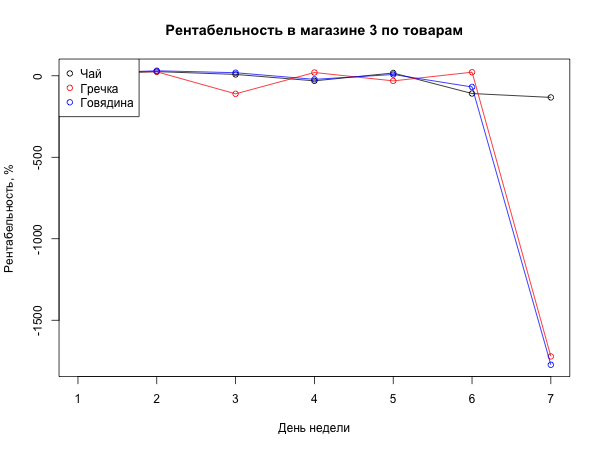 Рентабельность в магазине 3 по товарам
Чай
Гречка
Говядина
Рентабельность, %
0
-500
-1000
-1500
1 2 3 4 5 6 7
День недели